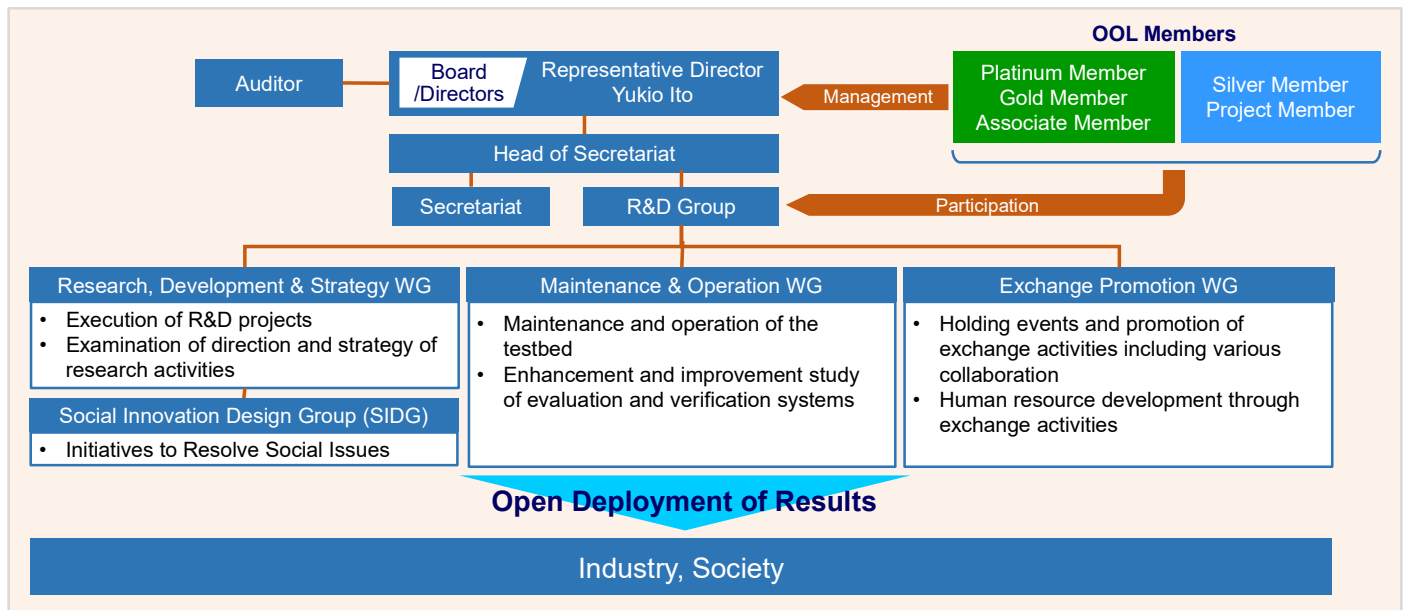 OOL Members
Auditor
Board
/Directors
Representative Director
Yukio Ito
Management
Platinum Member
Gold Member
Associate Member
Silver Member
Project Member
Head of Secretariat
Secretariat
R&D Group
Participation
Research, Development & Strategy WG
• Execution of R&D projects
• Examination of direction and strategy of
research activities
Social Innovation Design Group (SIDG)
• Initiatives to Resolve Social Issues
Maintenance & Operation WG
• Maintenance and operation of the
testbed
• Enhancement and improvement study
of evaluation and verification systems
Exchange Promotion WG
• Holding events and promotion of
exchange activities including various
collaboration
• Human resource development through
exchange activities
Open Deployment of Results
Industry, Society